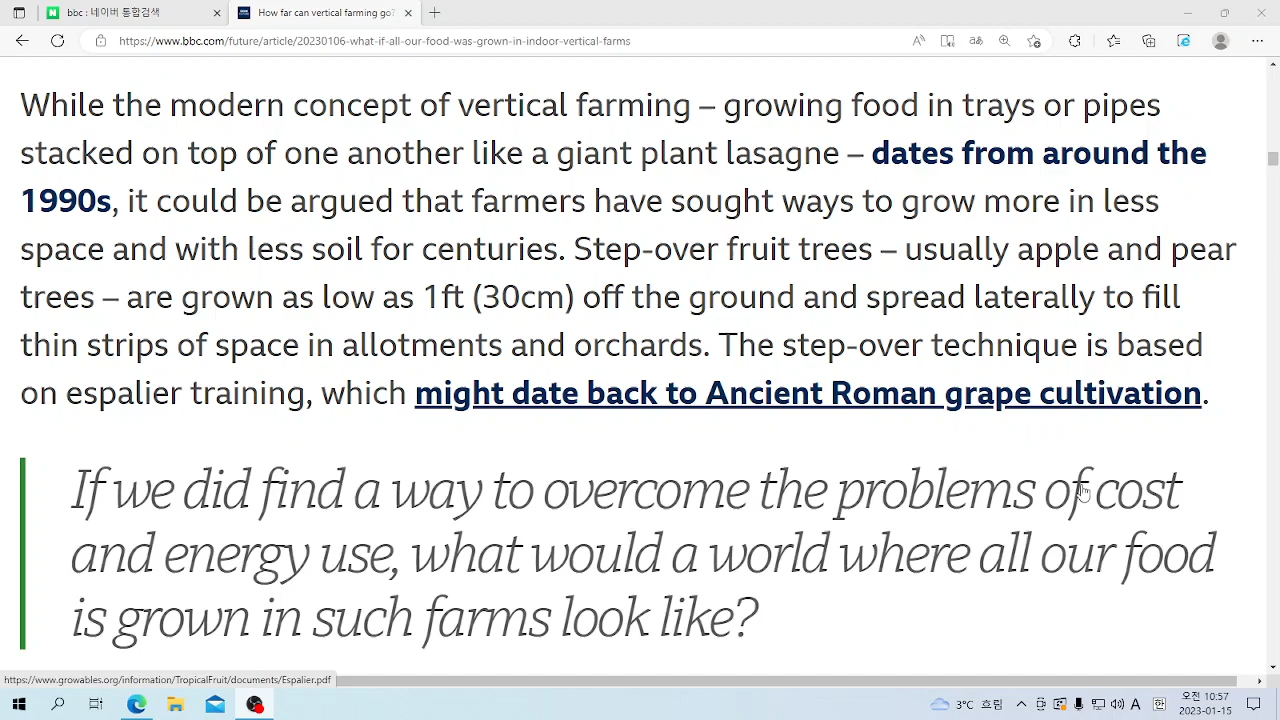 bbc : 네이버 통합검색
How far can vertical farming go?
https://www.bbc.com/future/article/20230106-what-if-all-our-food-was-grown-in-indoor-vertical-farms
While the modern concept of vertical farming – growing food in trays or pipes
stacked on top of one another like a giant plant lasagne – dates from around the
1990s, it could be argued that farmers have sought ways to grow more in less
space and with less soil for centuries. Step-over fruit trees – usually apple and pear
trees – are grown as low as 1ft (30cm) off the ground and spread laterally to fill
thin strips of space in allotments and orchards. The step-over technique is based
on espalier training, which might date back to Ancient Roman grape cultivation.
If we did find a way to overcome the problems of cost
and energy use, what would a world where all our food
is grown in such farms look like?
https://www.growables.org/information/TropicalFruit/documents/Espalier.pdf
3°C 흐림
A
오전 10:57
2023-01-15